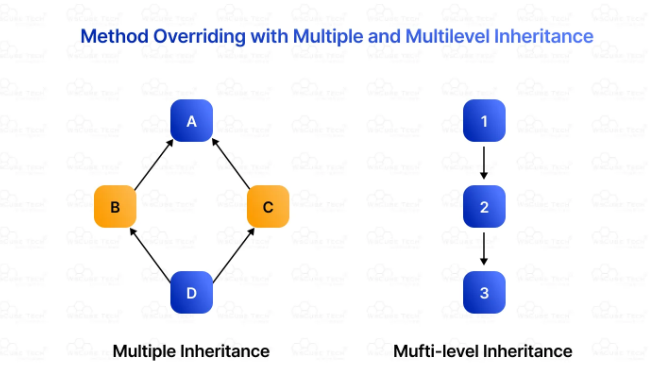 Method Overriding with Multiple and Multilevel Inheritance
A
1
B
C
2
D
3
Multiple Inheritance
Mufti-level Inheritance